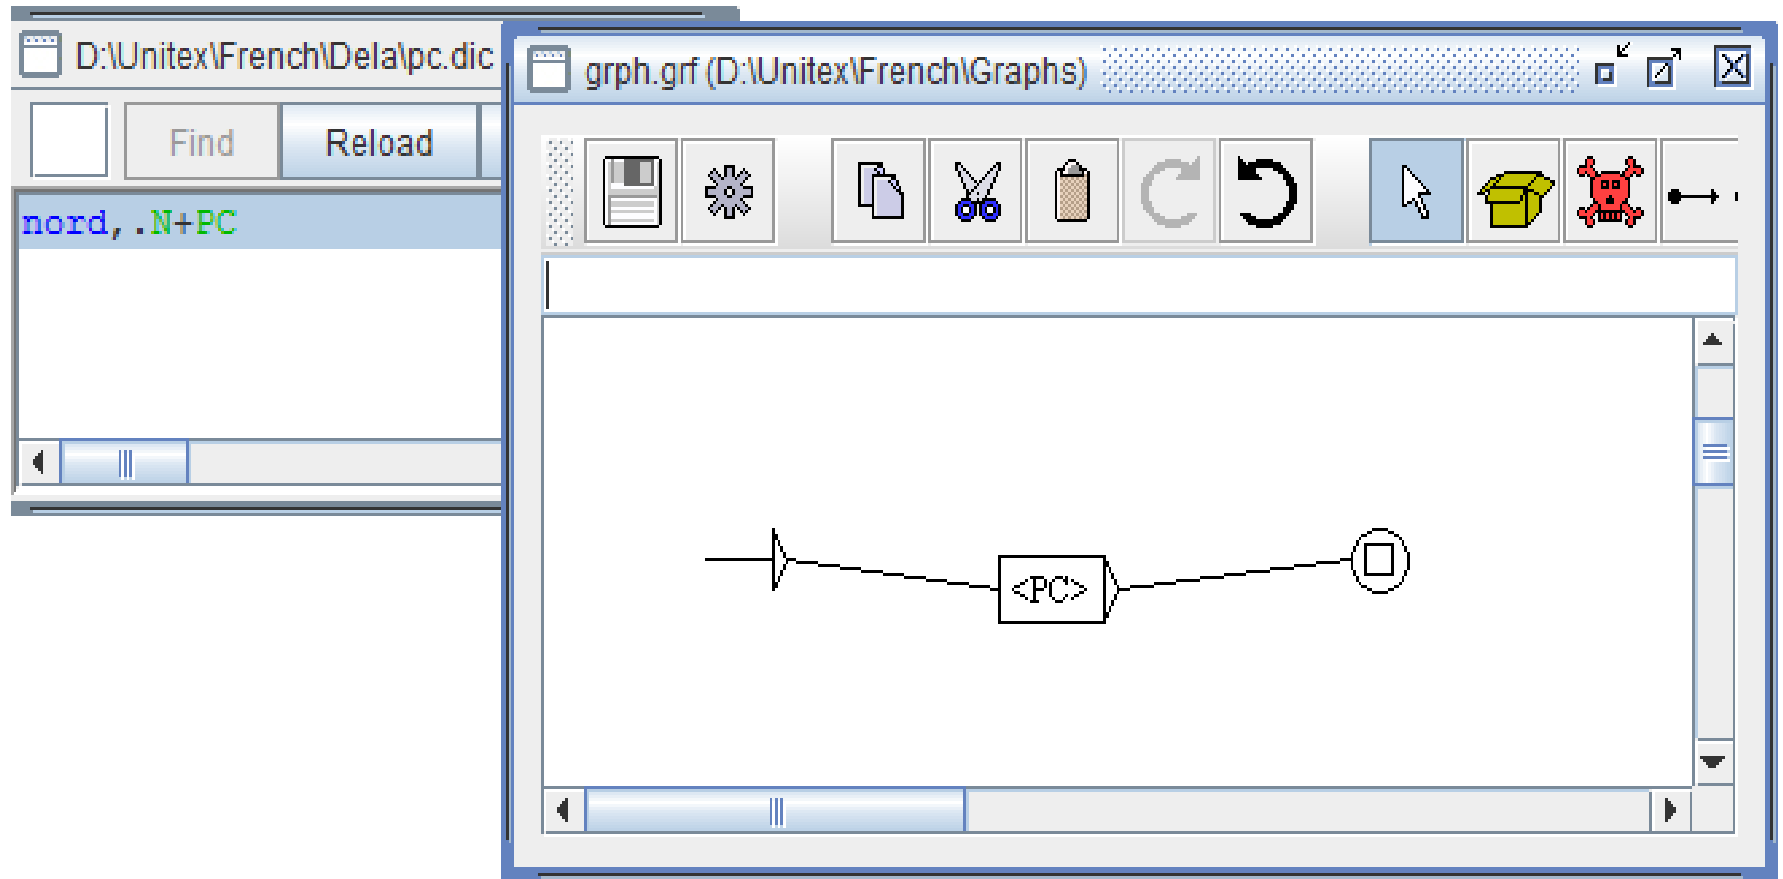 D:\Unitex\French\Dela\pc.dic
Find
Reload
nord,.N+PC
grph.grf (D:\Unitex\French\Graphs)
<PC>